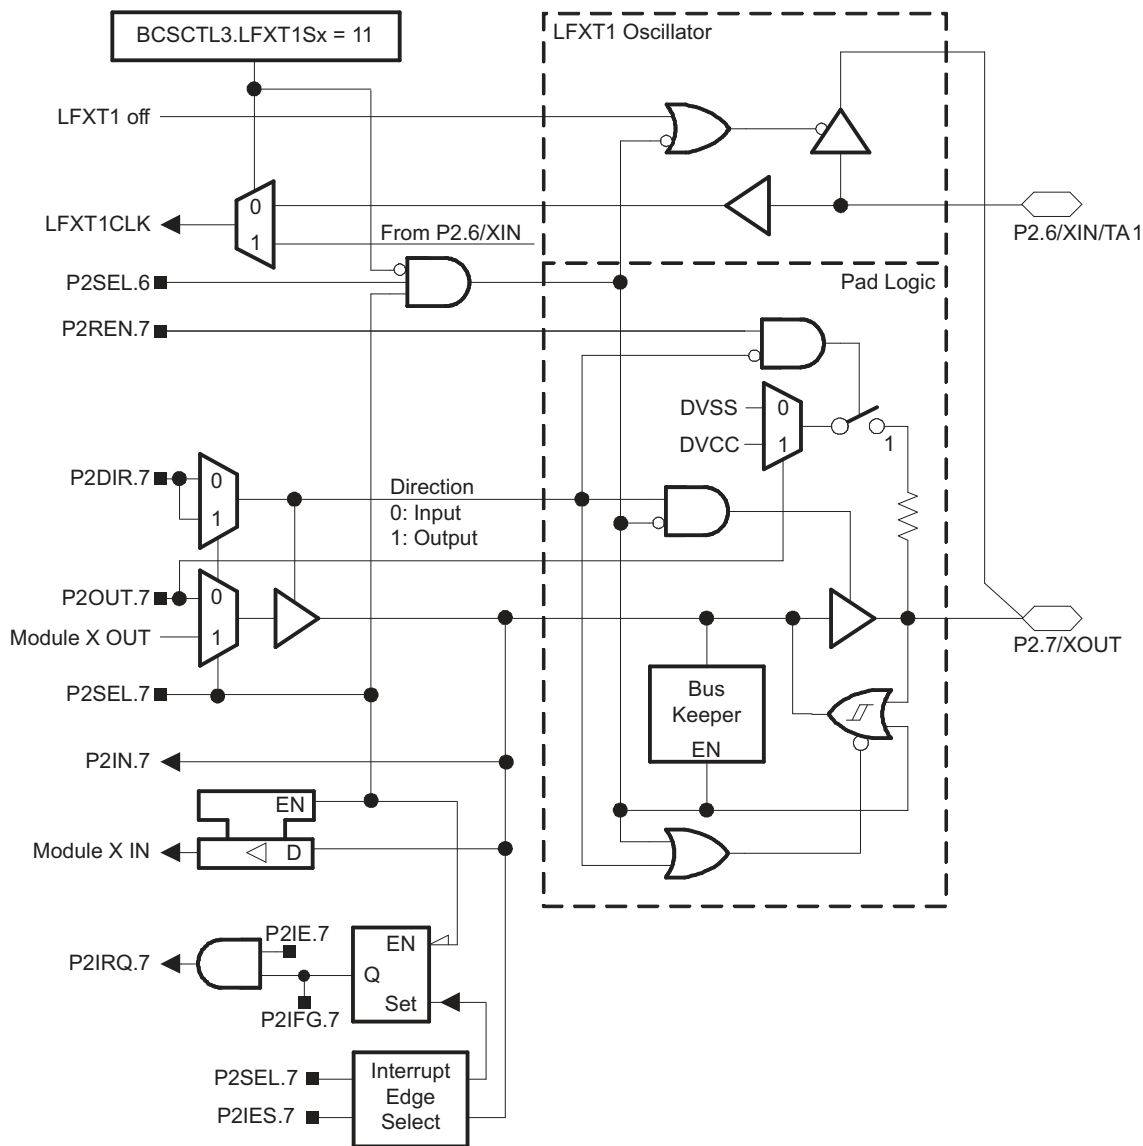 BCSCTL3.LFXT1Sx = 11
LFXT1 Oscillator
LFXT1 off
0
LFXT1CLK
1
From P2.6/XIN
P2.6/XIN/TA1
P2SEL.6
Pad Logic
P2REN.7
DVSS
0
DVCC
1
1
P2DIR.7
0
1
Direction
0: Input
1: Output
P2OUT.7
0
Module X OUT
1
P2.7/XOUT
P2SEL.7
Bus
Keeper
EN
P2IN.7
EN
Module X IN
D
P2IE.7
EN
P2IRQ.7
Q
Set
P2IFG.7
P2SEL.7
P2IES.7
Interrupt
Edge
Select